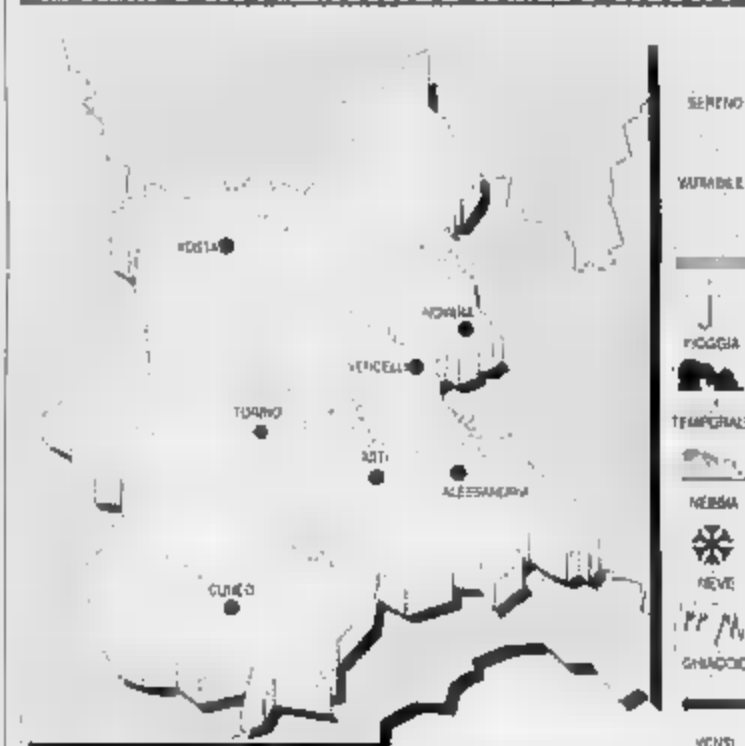 SERENO
VARIABILE
AOSTA
NOVARA
PIOGGIA
VERCELLI
TORINO
TEMPORALE
ASTI
ALESSANDRIA
NEBBIA
NEVE
CUNEO
GHIACCIO
VENTI